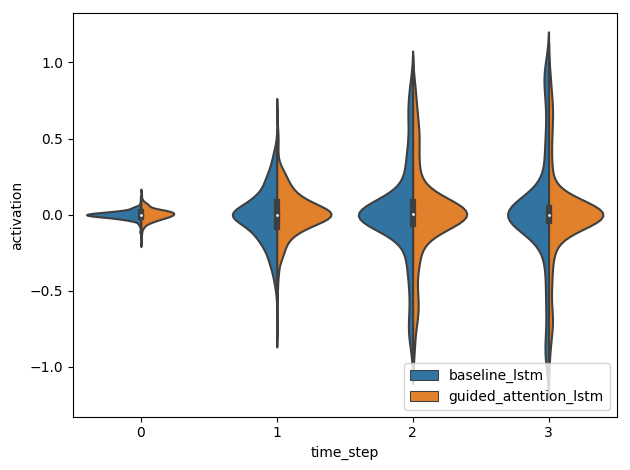 1.0
0.5
0.0
−0.5
−1.0
activation
baseline_lstm
guided_attention_lstm
0 1 2 3
time_step